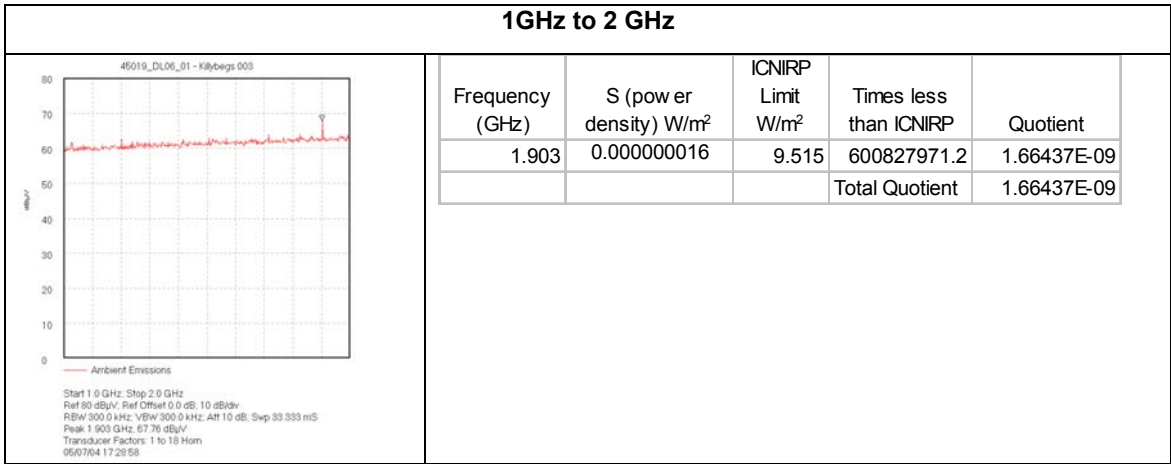 1GHz to 2 GHz
45019_DL06_01 - Killybegs 003
80
70
60
50
40
30
20
10
0
dBµV
Ambient Emissions
Start 1.0 GHz; Stop 2.0 GHz
Ref 80 dBµV; Ref Offset 0.0 dB; 10 dB/div
RBW 300.0 kHz; VBW 300.0 kHz; Att 10 dB; Swp 33.333 mS
Peak 1.903 GHz, 67.76 dBµV
Transducer Factors: 1 to 18 Horn
05/07/04 17:28:58
Frequency (GHz) S (pow er density) W/m² ICNIRP Limit W/m² Times less than ICNIRP Quotient
1.903 0.000000016 9.515 600827971.2 1.66437E-09
Total Quotient 1.66437E-09